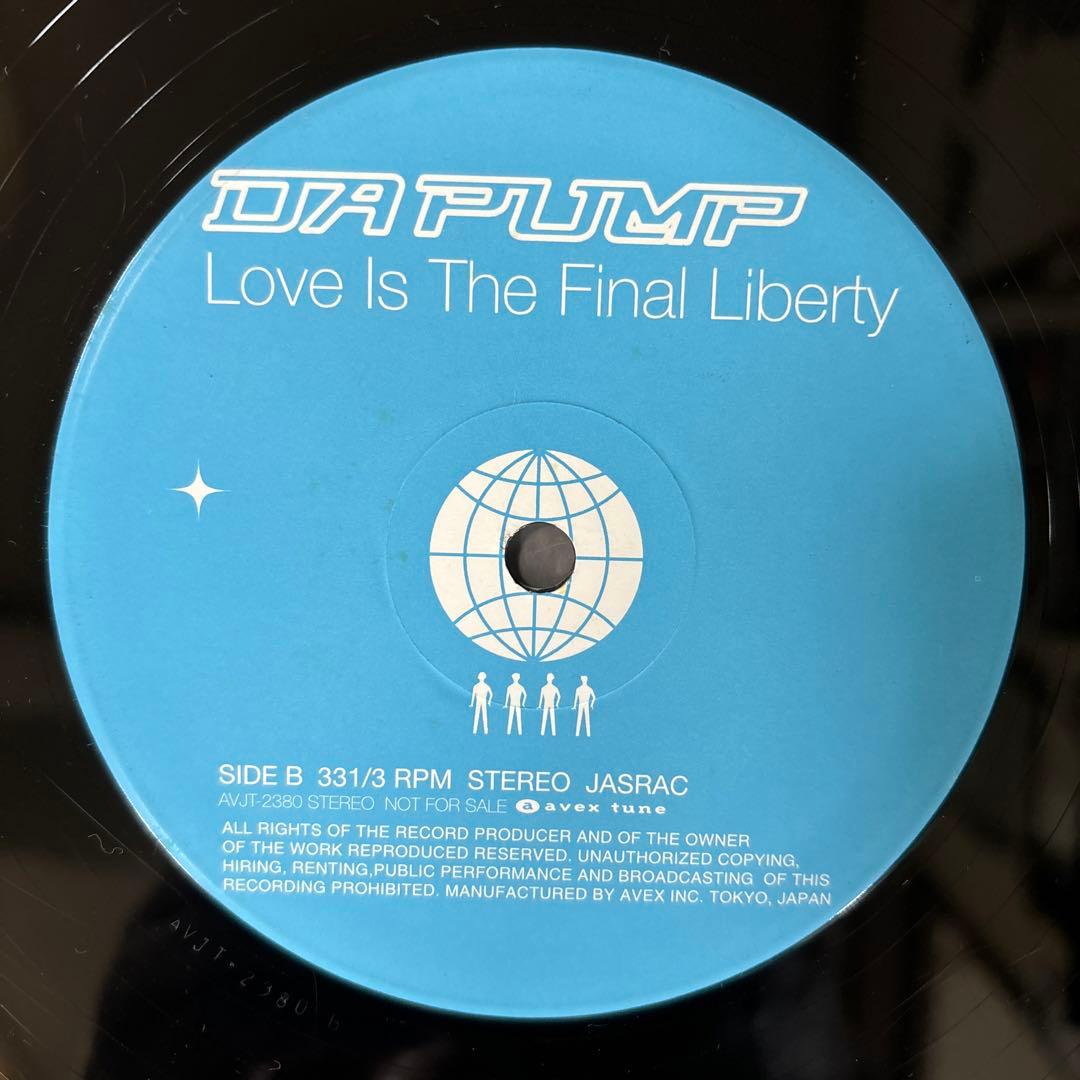 DA PUMP
Love Is The Final Liberty
SIDE B 331/3 RPM STEREO JASRAC
AVJT-2380 STEREO NOT FOR SALE a avex tune
ALL RIGHTS OF THE RECORD PRODUCER AND OF THE OWNER
OF THE WORK REPRODUCED RESERVED. UNAUTHORIZED COPYING,
HIRING, RENTING,PUBLIC PERFORMANCE AND BROADCASTING OF THIS
RECORDING PROHIBITED. MANUFACTURED BY AVEX INC. TOKYO, JAPAN
AVJT-2380 b